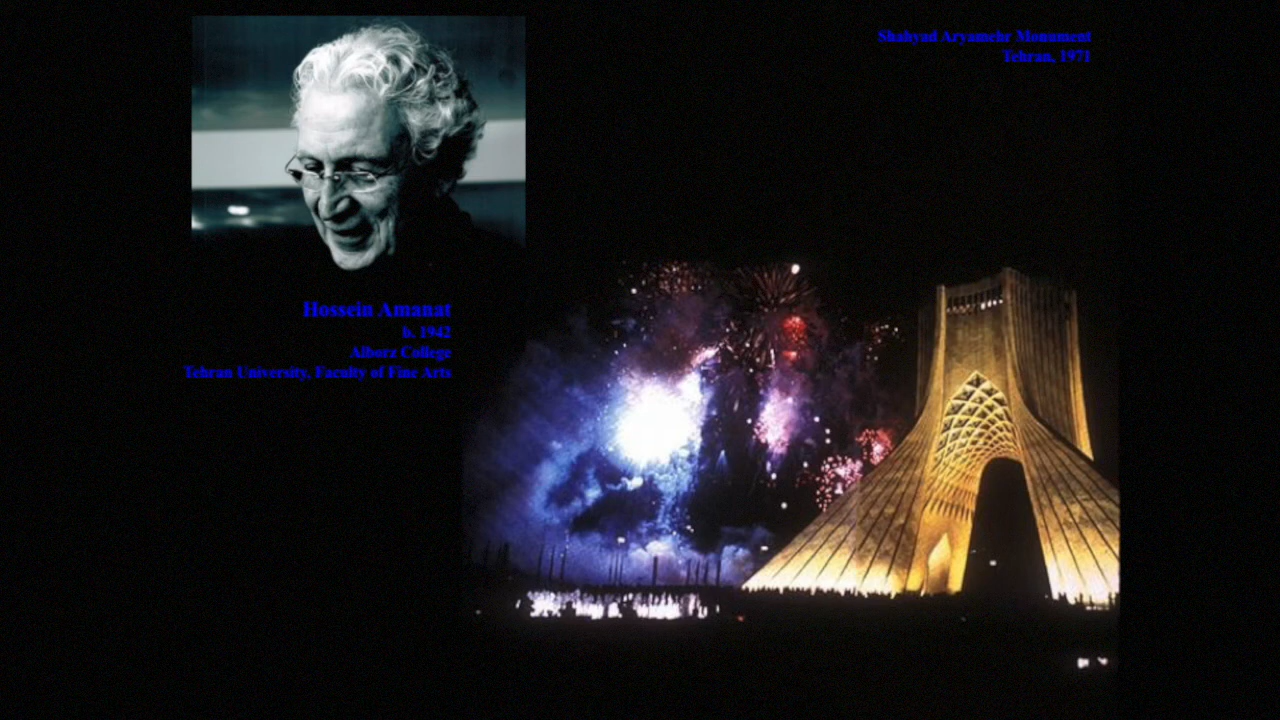 Shahyad Aryamehr Monument
Tehran, 1971
Hossein Amanat
b. 1942
Alborz College
Tehran University, Faculty of Fine Arts